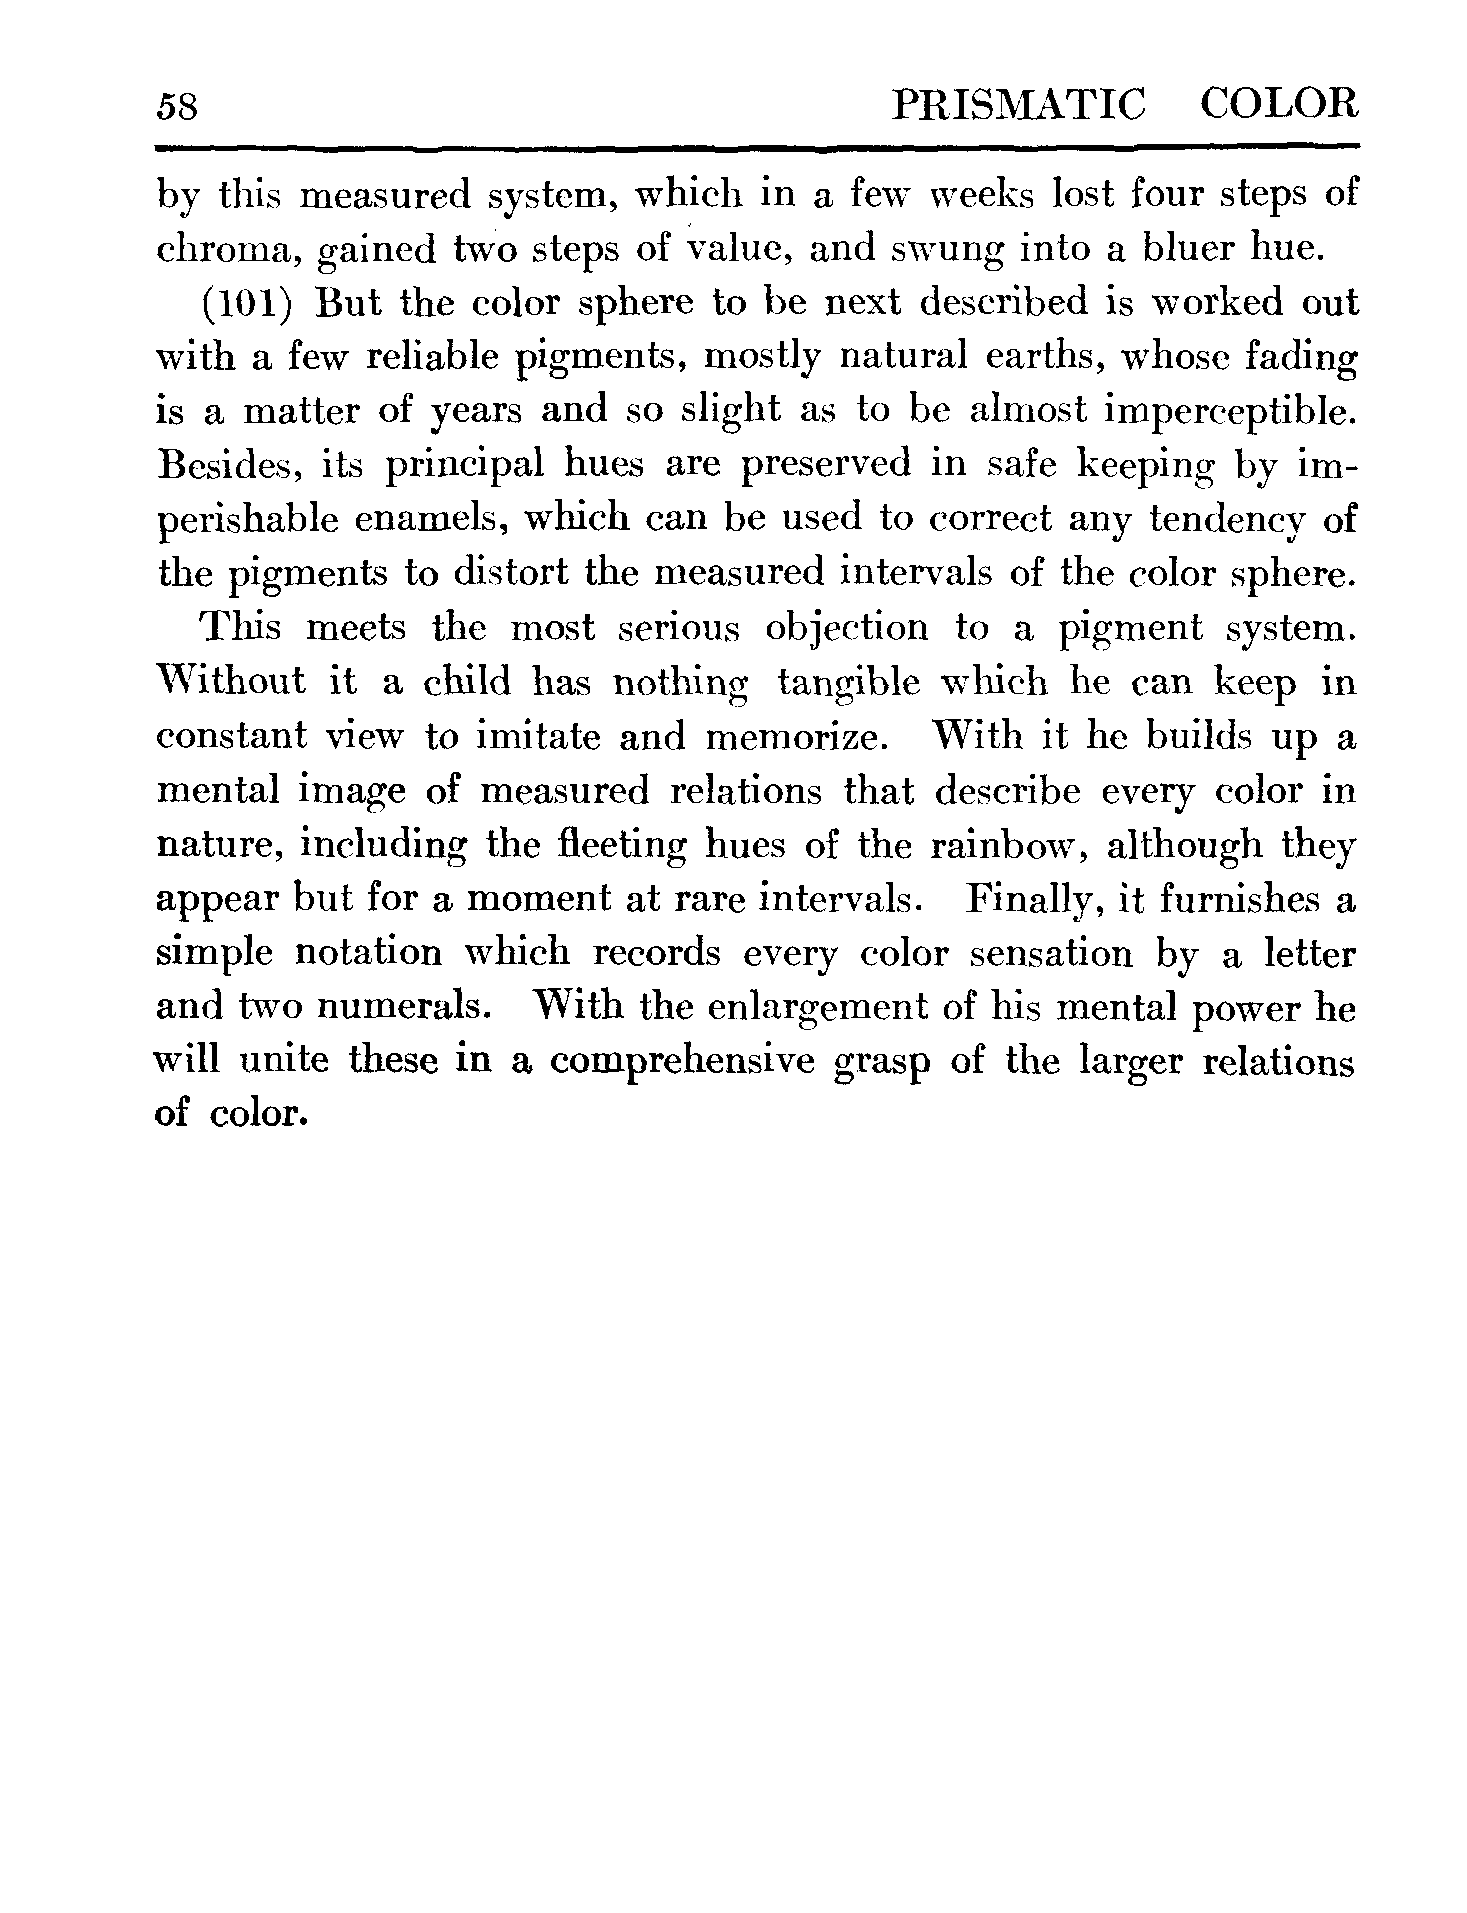 58 PRISMATIC COLOR
by this measured system, which in a few weeks lost four steps of
chroma, gained two steps of value, and swung into a bluer hue.
(101) But the color sphere to be next described is worked out
with a few reliable pigments, mostly natural earths, whose fading
is a matter of years and so slight as to be almost imperceptible.
Besides, its principal hues are preserved in safe keeping by im-
perishable enamels, which can be used to correct any tendency of
the pigments to distort the measured intervals of the color sphere.
This meets the most serious objection to a pigment system.
Without it a child has nothing tangible which he can keep in
constant view to imitate and memorize. With it he builds up a
mental image of measured relations that describe every color in
nature, including the fleeting hues of the rainbow, although they
appear but for a moment at rare intervals. Finally, it furnishes a
simple notation which records every color sensation by a letter
and two numerals. With the enlargement of his mental power he
will unite these in a comprehensive grasp of the larger relations
of color.